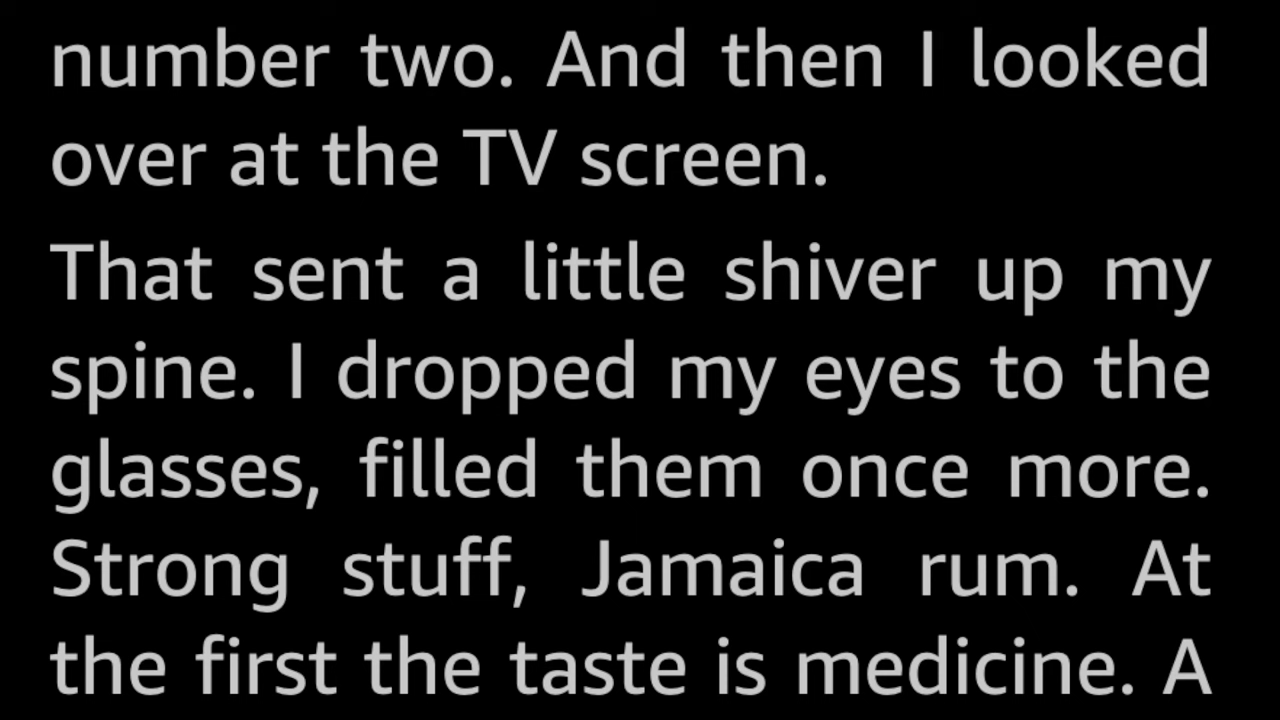 number two. And then I looked
over at the TV screen.
That sent a little shiver up my
spine. I dropped my eyes to the
glasses, filled them once more.
Strong stuff, Jamaica rum. At
the first the taste is medicine. A